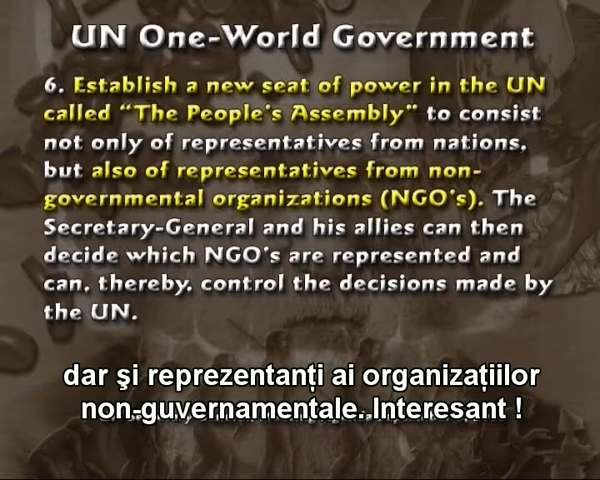 UN One-World Government
6. Establish a new seat of power in the UN
called “The People's Assembly” to consist
not only of representatives from nations,
but also of representatives from non-
governmental organizations (NGO's). The
Secretary-General and his allies can then
decide which NGO's are represented and
can, thereby, control the decisions made by
the UN.
dar şi reprezentanți ai organizațiilor
non-guvernamentale. Interesant !